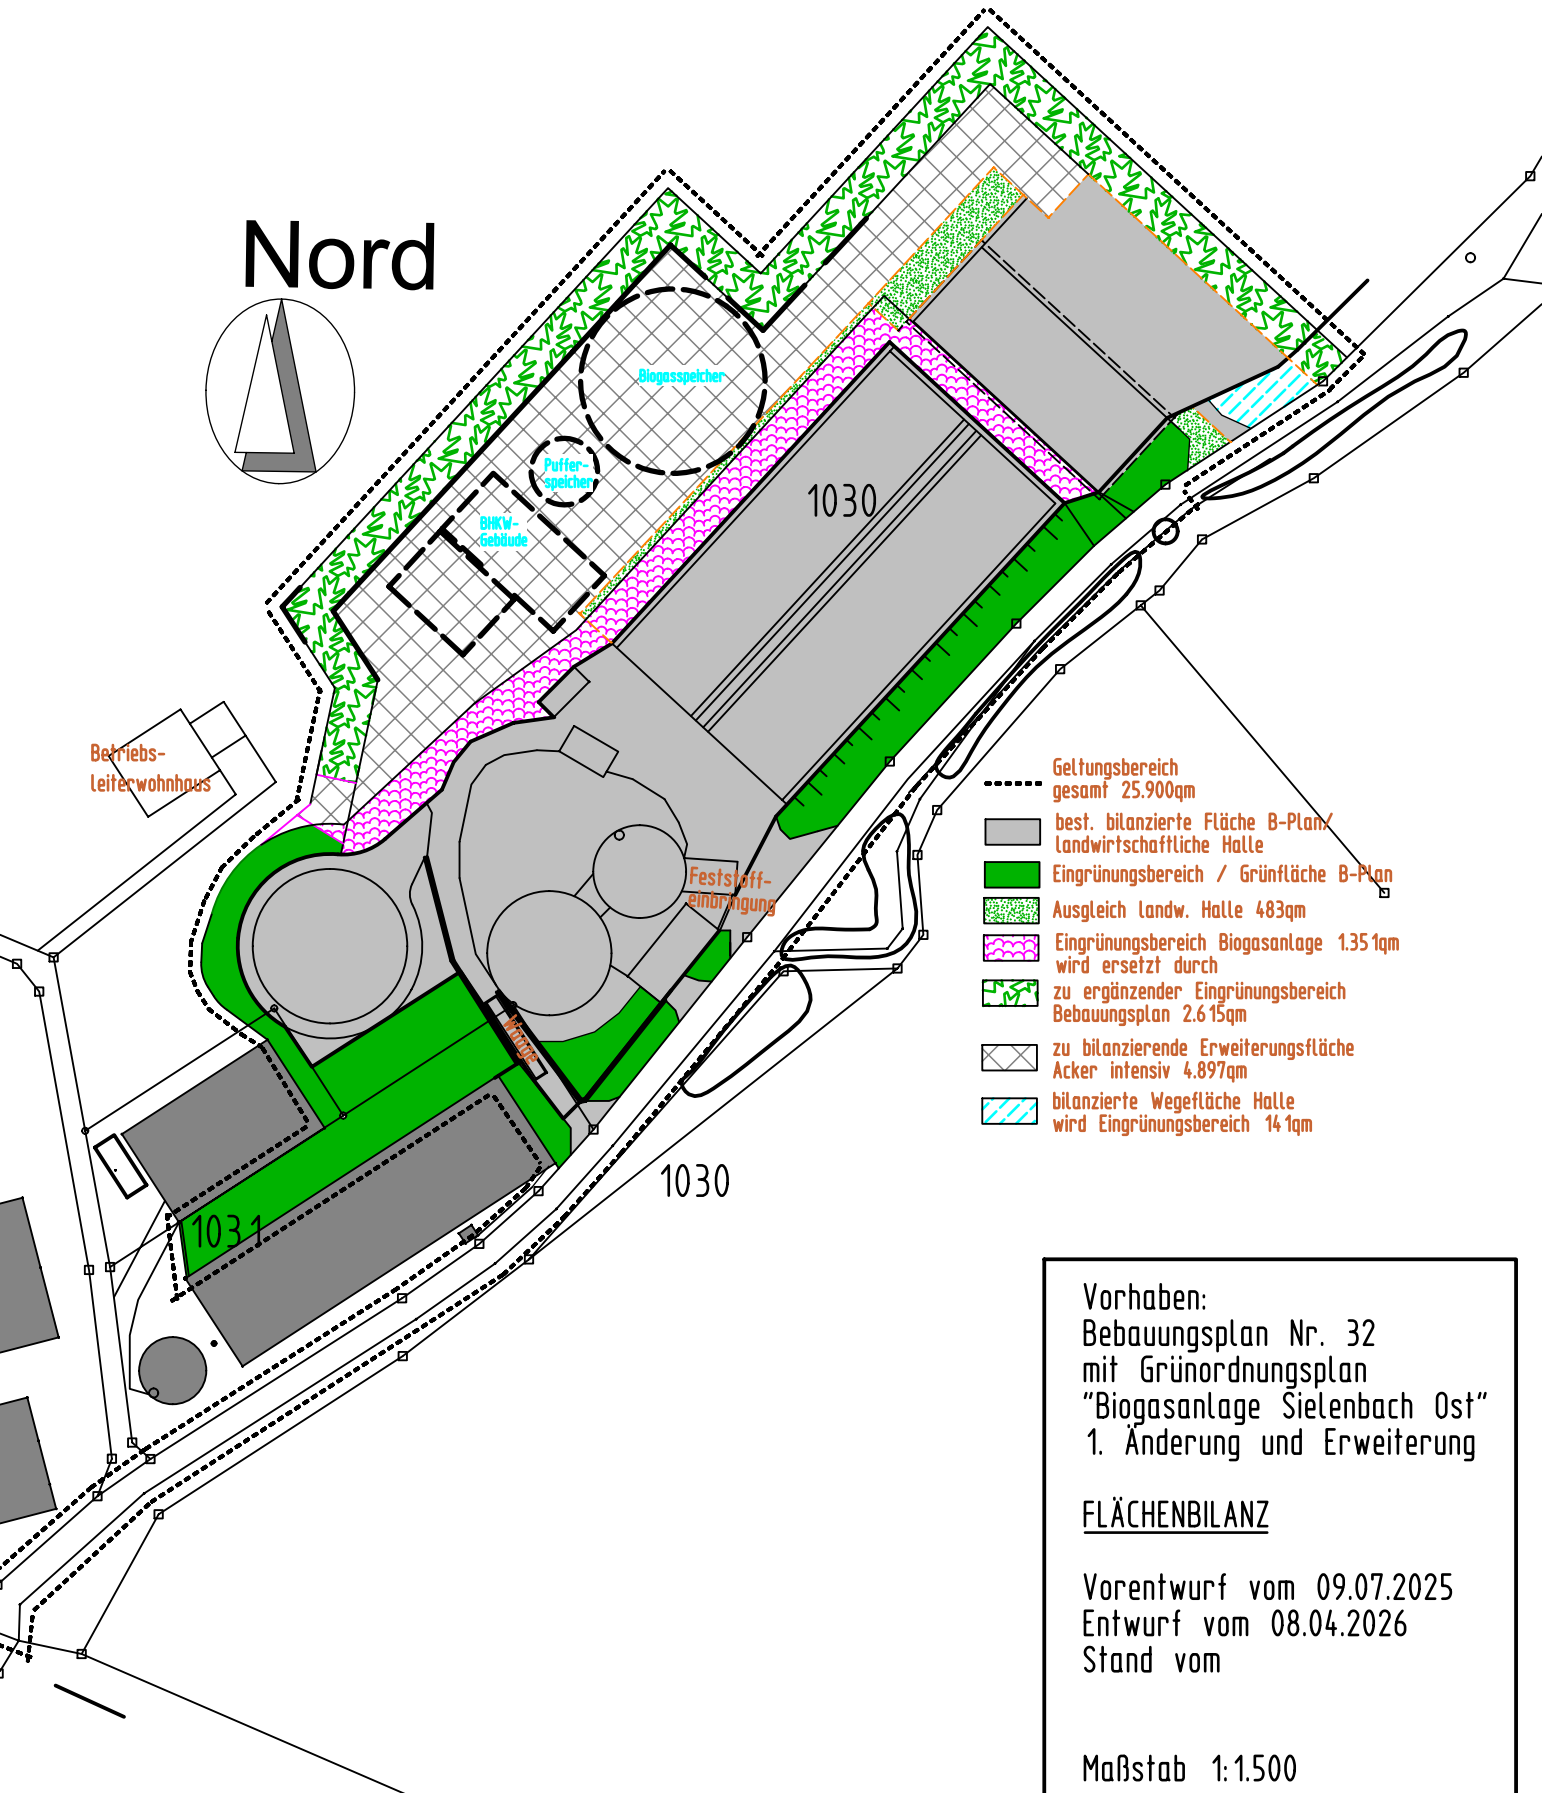 Nord
Biogasspeicher
Puffer-
speicher
BHKW-
Gebäude
1030
Betriebs-
leiterwohnhaus
Feststoff-
einbringung
Waage
1031
1030
Geltungsbereich
gesamt 25.900qm
best. bilanzierte Fläche B-Plan/
landwirtschaftliche Halle
Eingrünungsbereich / Grünfläche B-Plan
Ausgleich landw. Halle 483qm
Eingrünungsbereich Biogasanlage 1.351qm
wird ersetzt durch
zu ergänzender Eingrünungsbereich
Bebauungsplan 2.615qm
zu bilanzierende Erweiterungsfläche
Acker intensiv 4.897qm
bilanzierte Wegefläche Halle
wird Eingrünungsbereich 141qm
Vorhaben:
Bebauungsplan Nr. 32
mit Grünordnungsplan
"Biogasanlage Sielenbach Ost"
1. Änderung und Erweiterung
FLÄCHENBILANZ
Vorentwurf vom 09.07.2025
Entwurf vom 08.04.2026
Stand vom
Maßstab 1:1.500